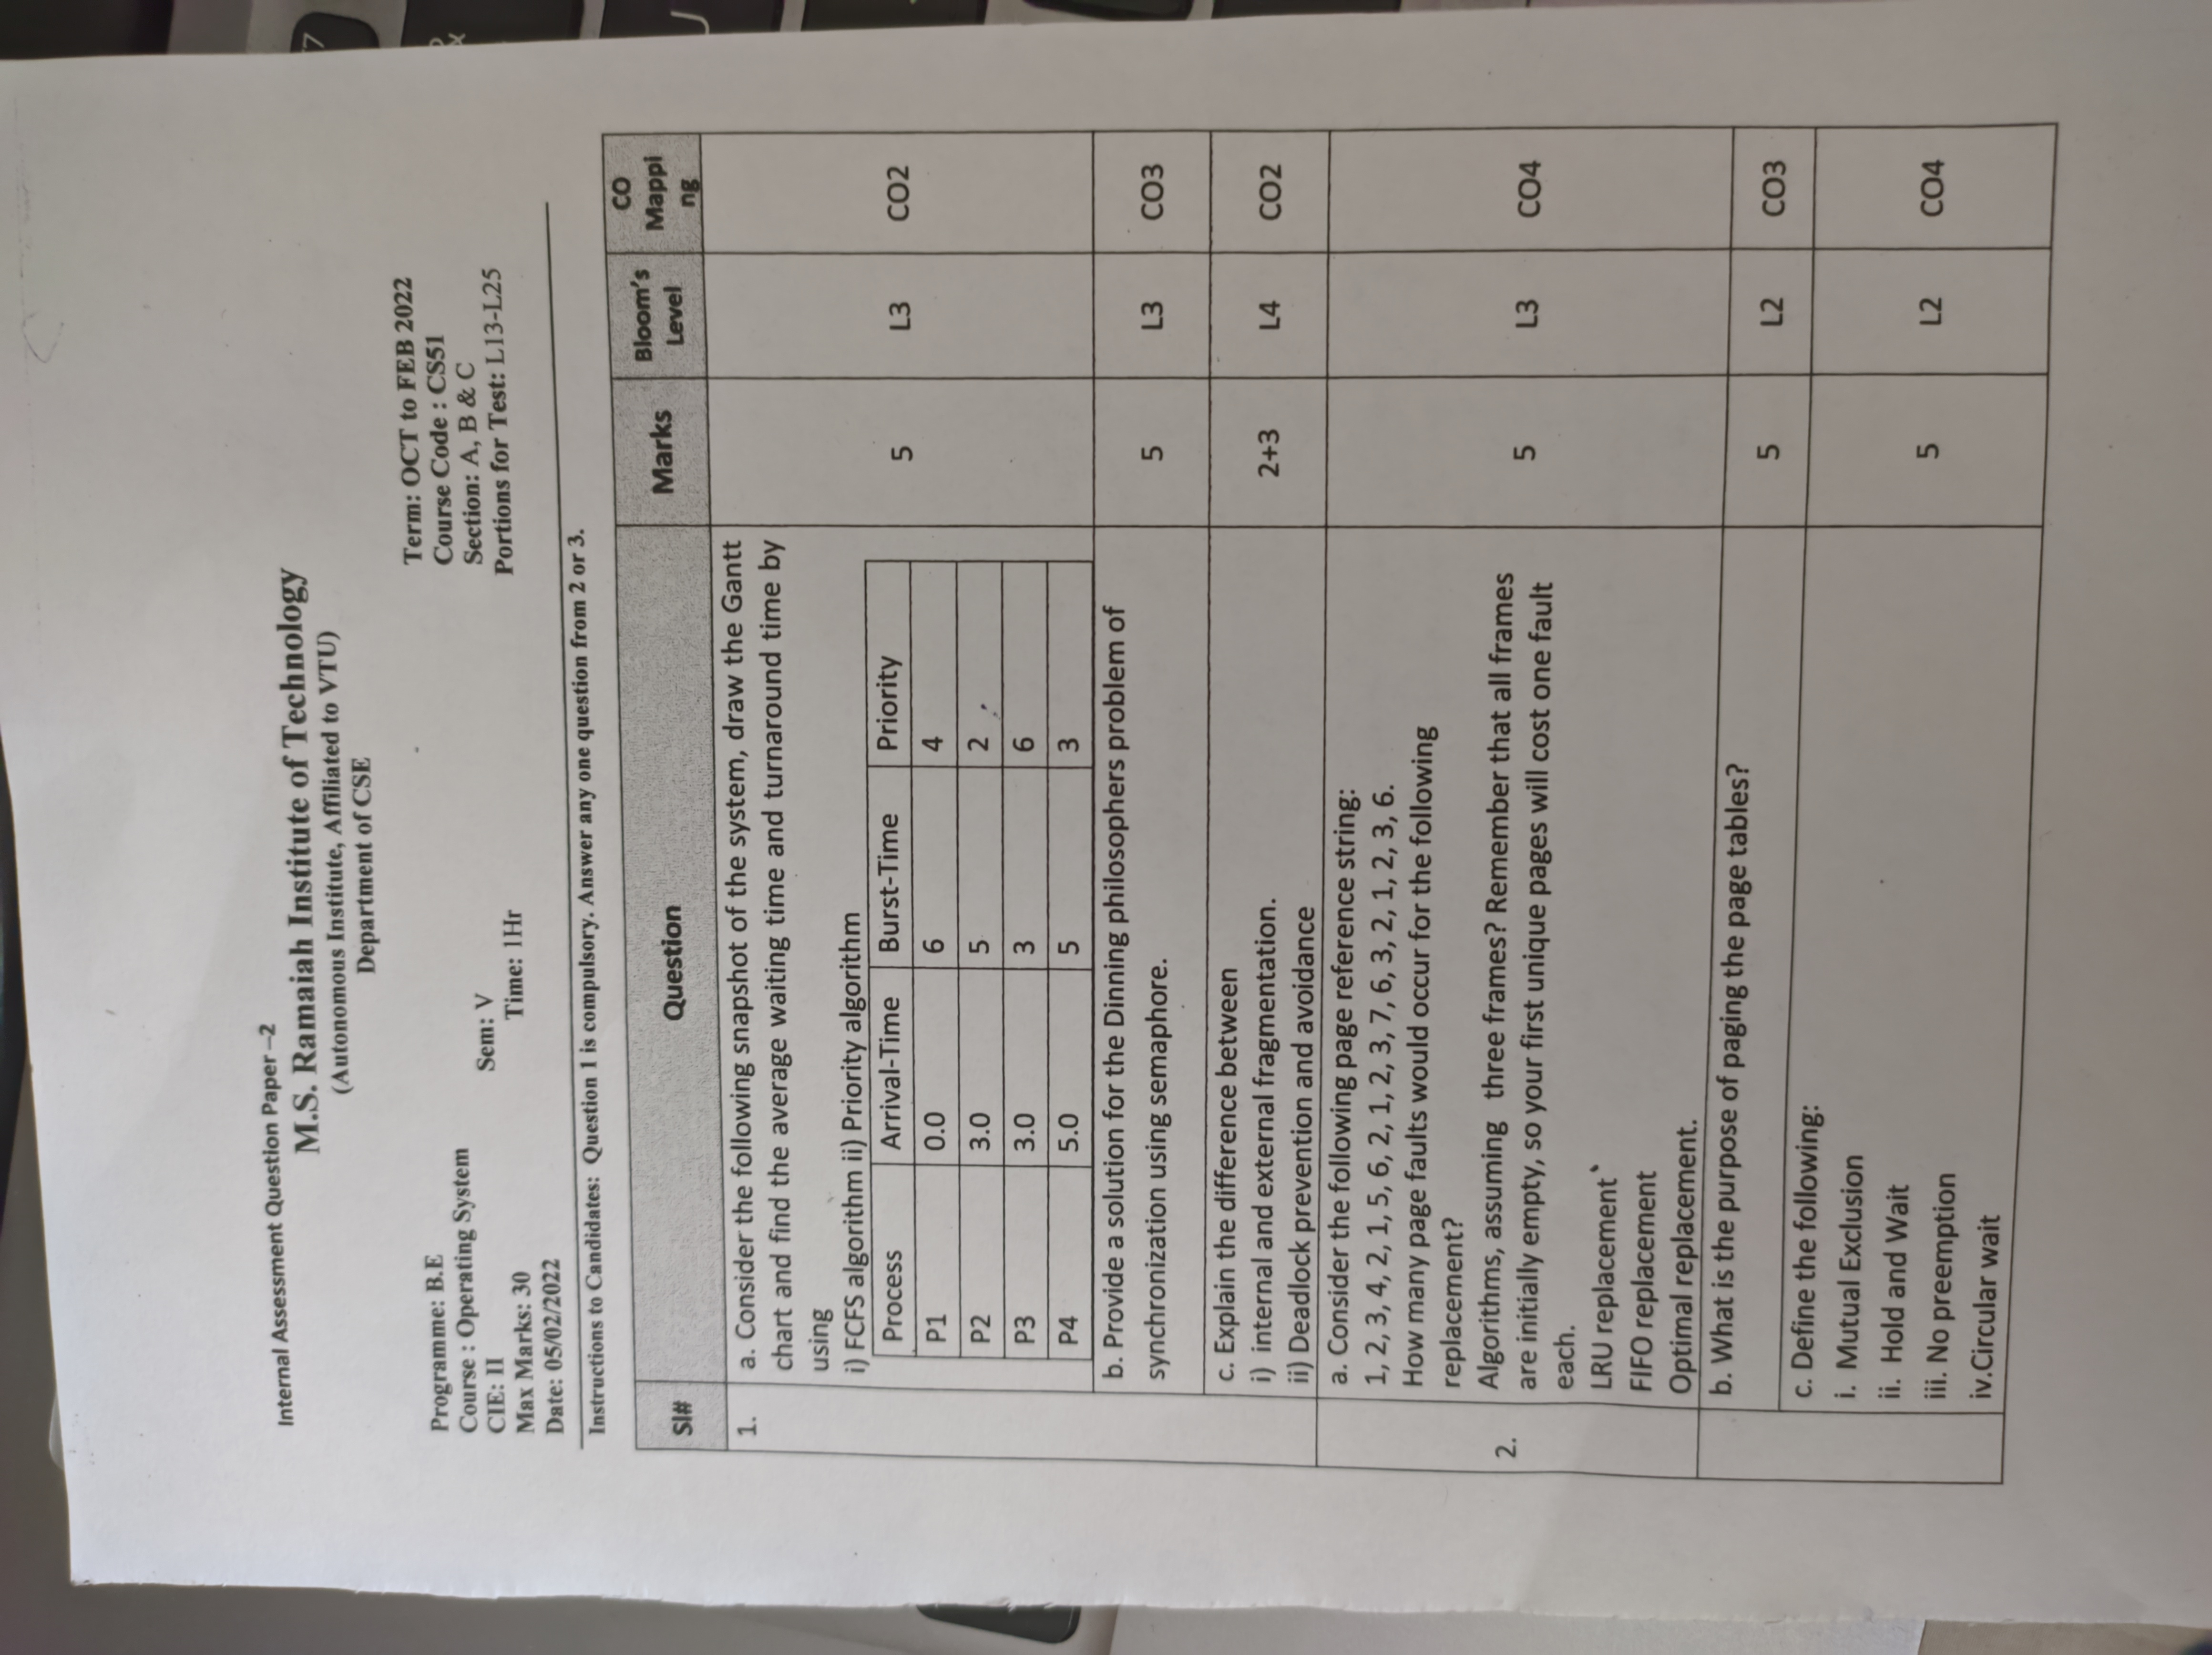 Internal Assessment Question Paper –2
M.S. Ramaiah Institute of Technology
(Autonomous Institute, Affiliated to VTU)
Department of CSE
Programme: B.E
Course : Operating System
CIE: II
Max Marks: 30
Date: 05/02/2022
Sem: V
Time: 1Hr
Term: OCT to FEB 2022
Course Code : CS51
Section: A, B & C
Portions for Test: L13-L25
Instructions to Candidates: Question 1 is compulsory. Answer any one question from 2 or 3.
Sl#
Question
Marks
Bloom's
Level
CO
Mappi
ng
1.
a. Consider the following snapshot of the system, draw the Gantt
chart and find the average waiting time and turnaround time by
using
i) FCFS algorithm ii) Priority algorithm
Process Arrival-Time Burst-Time Priority
P1 0.0 6 4
P2 3.0 5 2
P3 3.0 3 6
P4 5.0 5 3
5 L3 CO2
b. Provide a solution for the Dinning philosophers problem of
synchronization using semaphore.
5 L3 CO3
c. Explain the difference between
i) internal and external fragmentation.
ii) Deadlock prevention and avoidance
2+3 L4 CO2
2.
a. Consider the following page reference string:
1, 2, 3, 4, 2, 1, 5, 6, 2, 1, 2, 3, 7, 6, 3, 2, 1, 2, 3, 6.
How many page faults would occur for the following
replacement?
Algorithms, assuming three frames? Remember that all frames
are initially empty, so your first unique pages will cost one fault
each.
LRU replacement
FIFO replacement
Optimal replacement.
5 L3 CO4
b. What is the purpose of paging the page tables?
5 L2 CO3
c. Define the following:
i. Mutual Exclusion
ii. Hold and Wait
iii. No preemption
iv.Circular wait
5 L2 CO4
7
&
U